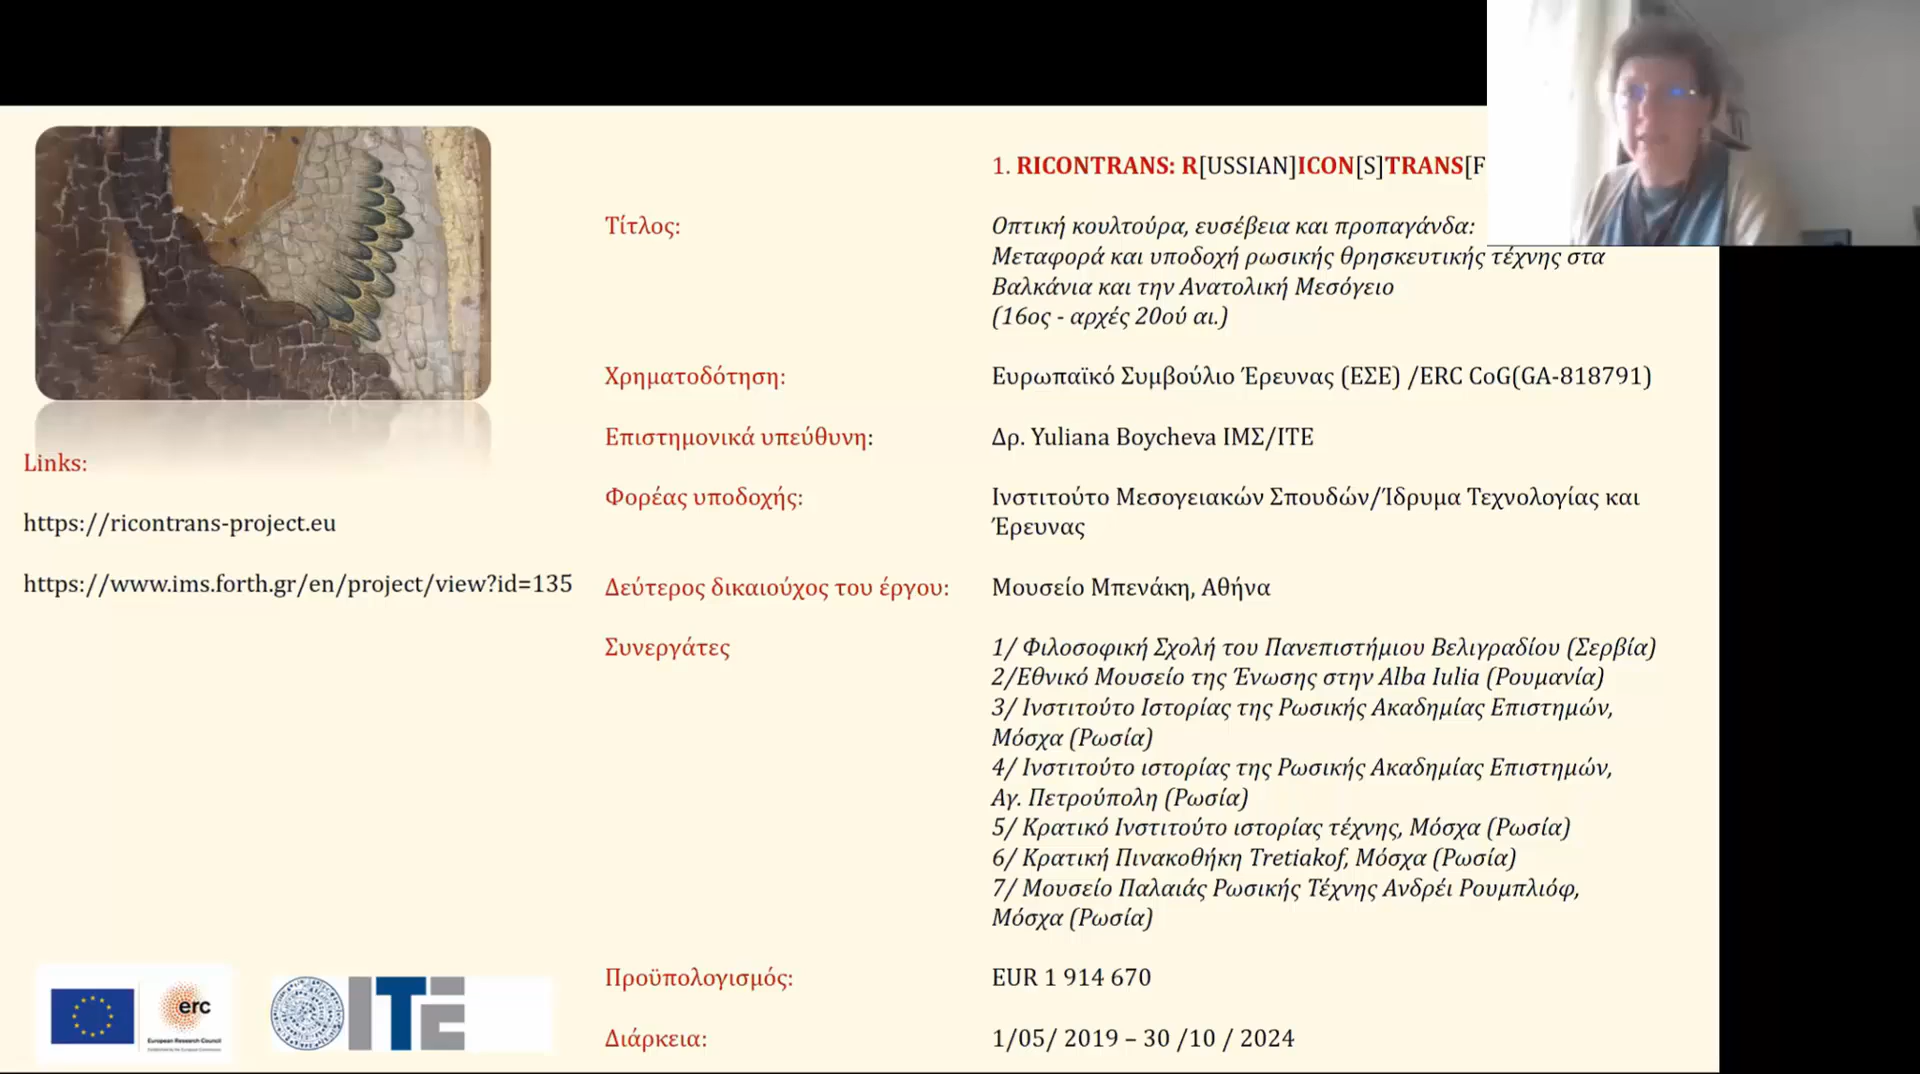 1. RICONTRANS: R[USSIAN]ICON[S]TRANS[F
Τίτλος:
Οπτική κουλτούρα, ευσέβεια και προπαγάνδα:
Μεταφορά και υποδοχή ρωσικής θρησκευτικής τέχνης στα
Βαλκάνια και την Ανατολική Μεσόγειο
(16ος - αρχές 20ού αι.)
Χρηματοδότηση:
Ευρωπαϊκό Συμβούλιο Έρευνας (ΕΣΕ) /ERC CoG(GA-818791)
Επιστημονικά υπεύθυνη:
Δρ. Yuliana Boycheva ΙΜΣ/ΙΤΕ
Φορέας υποδοχής:
Ινστιτούτο Μεσογειακών Σπουδών/Ίδρυμα Τεχνολογίας και
Έρευνας
Δεύτερος δικαιούχος του έργου:
Μουσείο Μπενάκη, Αθήνα
Συνεργάτες
1/ Φιλοσοφική Σχολή του Πανεπιστήμιου Βελιγραδίου (Σερβία)
2/Εθνικό Μουσείο της Ένωσης στην Alba Iulia (Ρουμανία)
3/ Ινστιτούτο Ιστορίας της Ρωσικής Ακαδημίας Επιστημών,
Μόσχα (Ρωσία)
4/ Ινστιτούτο ιστορίας της Ρωσικής Ακαδημίας Επιστημών,
Αγ. Πετρούπολη (Ρωσία)
5/ Κρατικό Ινστιτούτο ιστορίας τέχνης, Μόσχα (Ρωσία)
6/ Κρατική Πινακοθήκη Tretiakof, Μόσχα (Ρωσία)
7/ Μουσείο Παλαιάς Ρωσικής Τέχνης Ανδρέι Ρουμπλιόφ,
Μόσχα (Ρωσία)
Προϋπολογισμός:
EUR 1 914 670
Διάρκεια:
1/05/ 2019 – 30 /10 / 2024
Links:
https://ricontrans-project.eu
https://www.ims.forth.gr/en/project/view?id=135
erc
European Research Council
ΙΤΕ